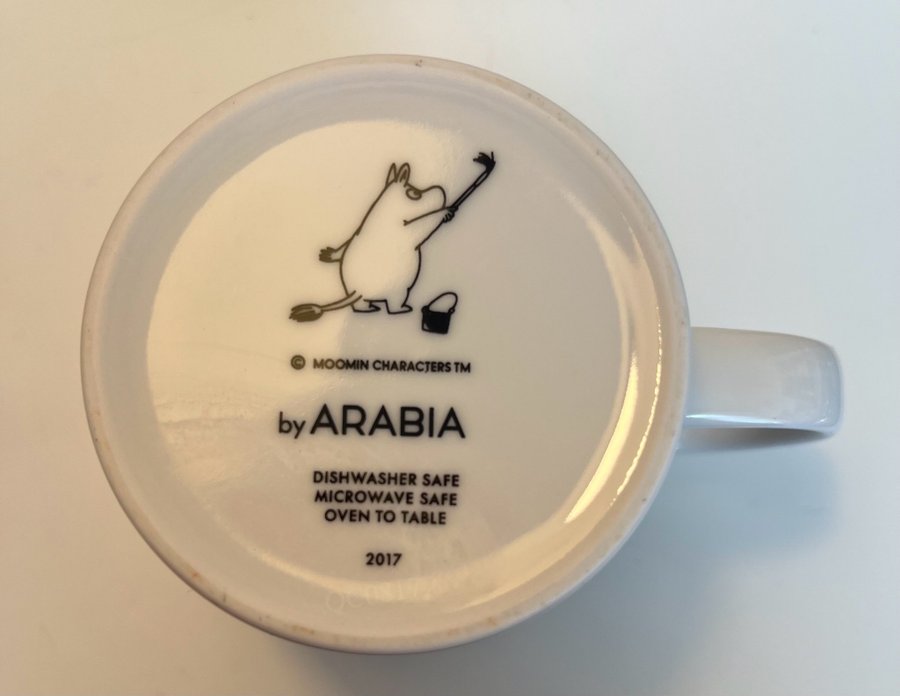 © MOOMIN CHARACTERS TM
by ARABIA
DISHWASHER SAFE
MICROWAVE SAFE
OVEN TO TABLE
2017